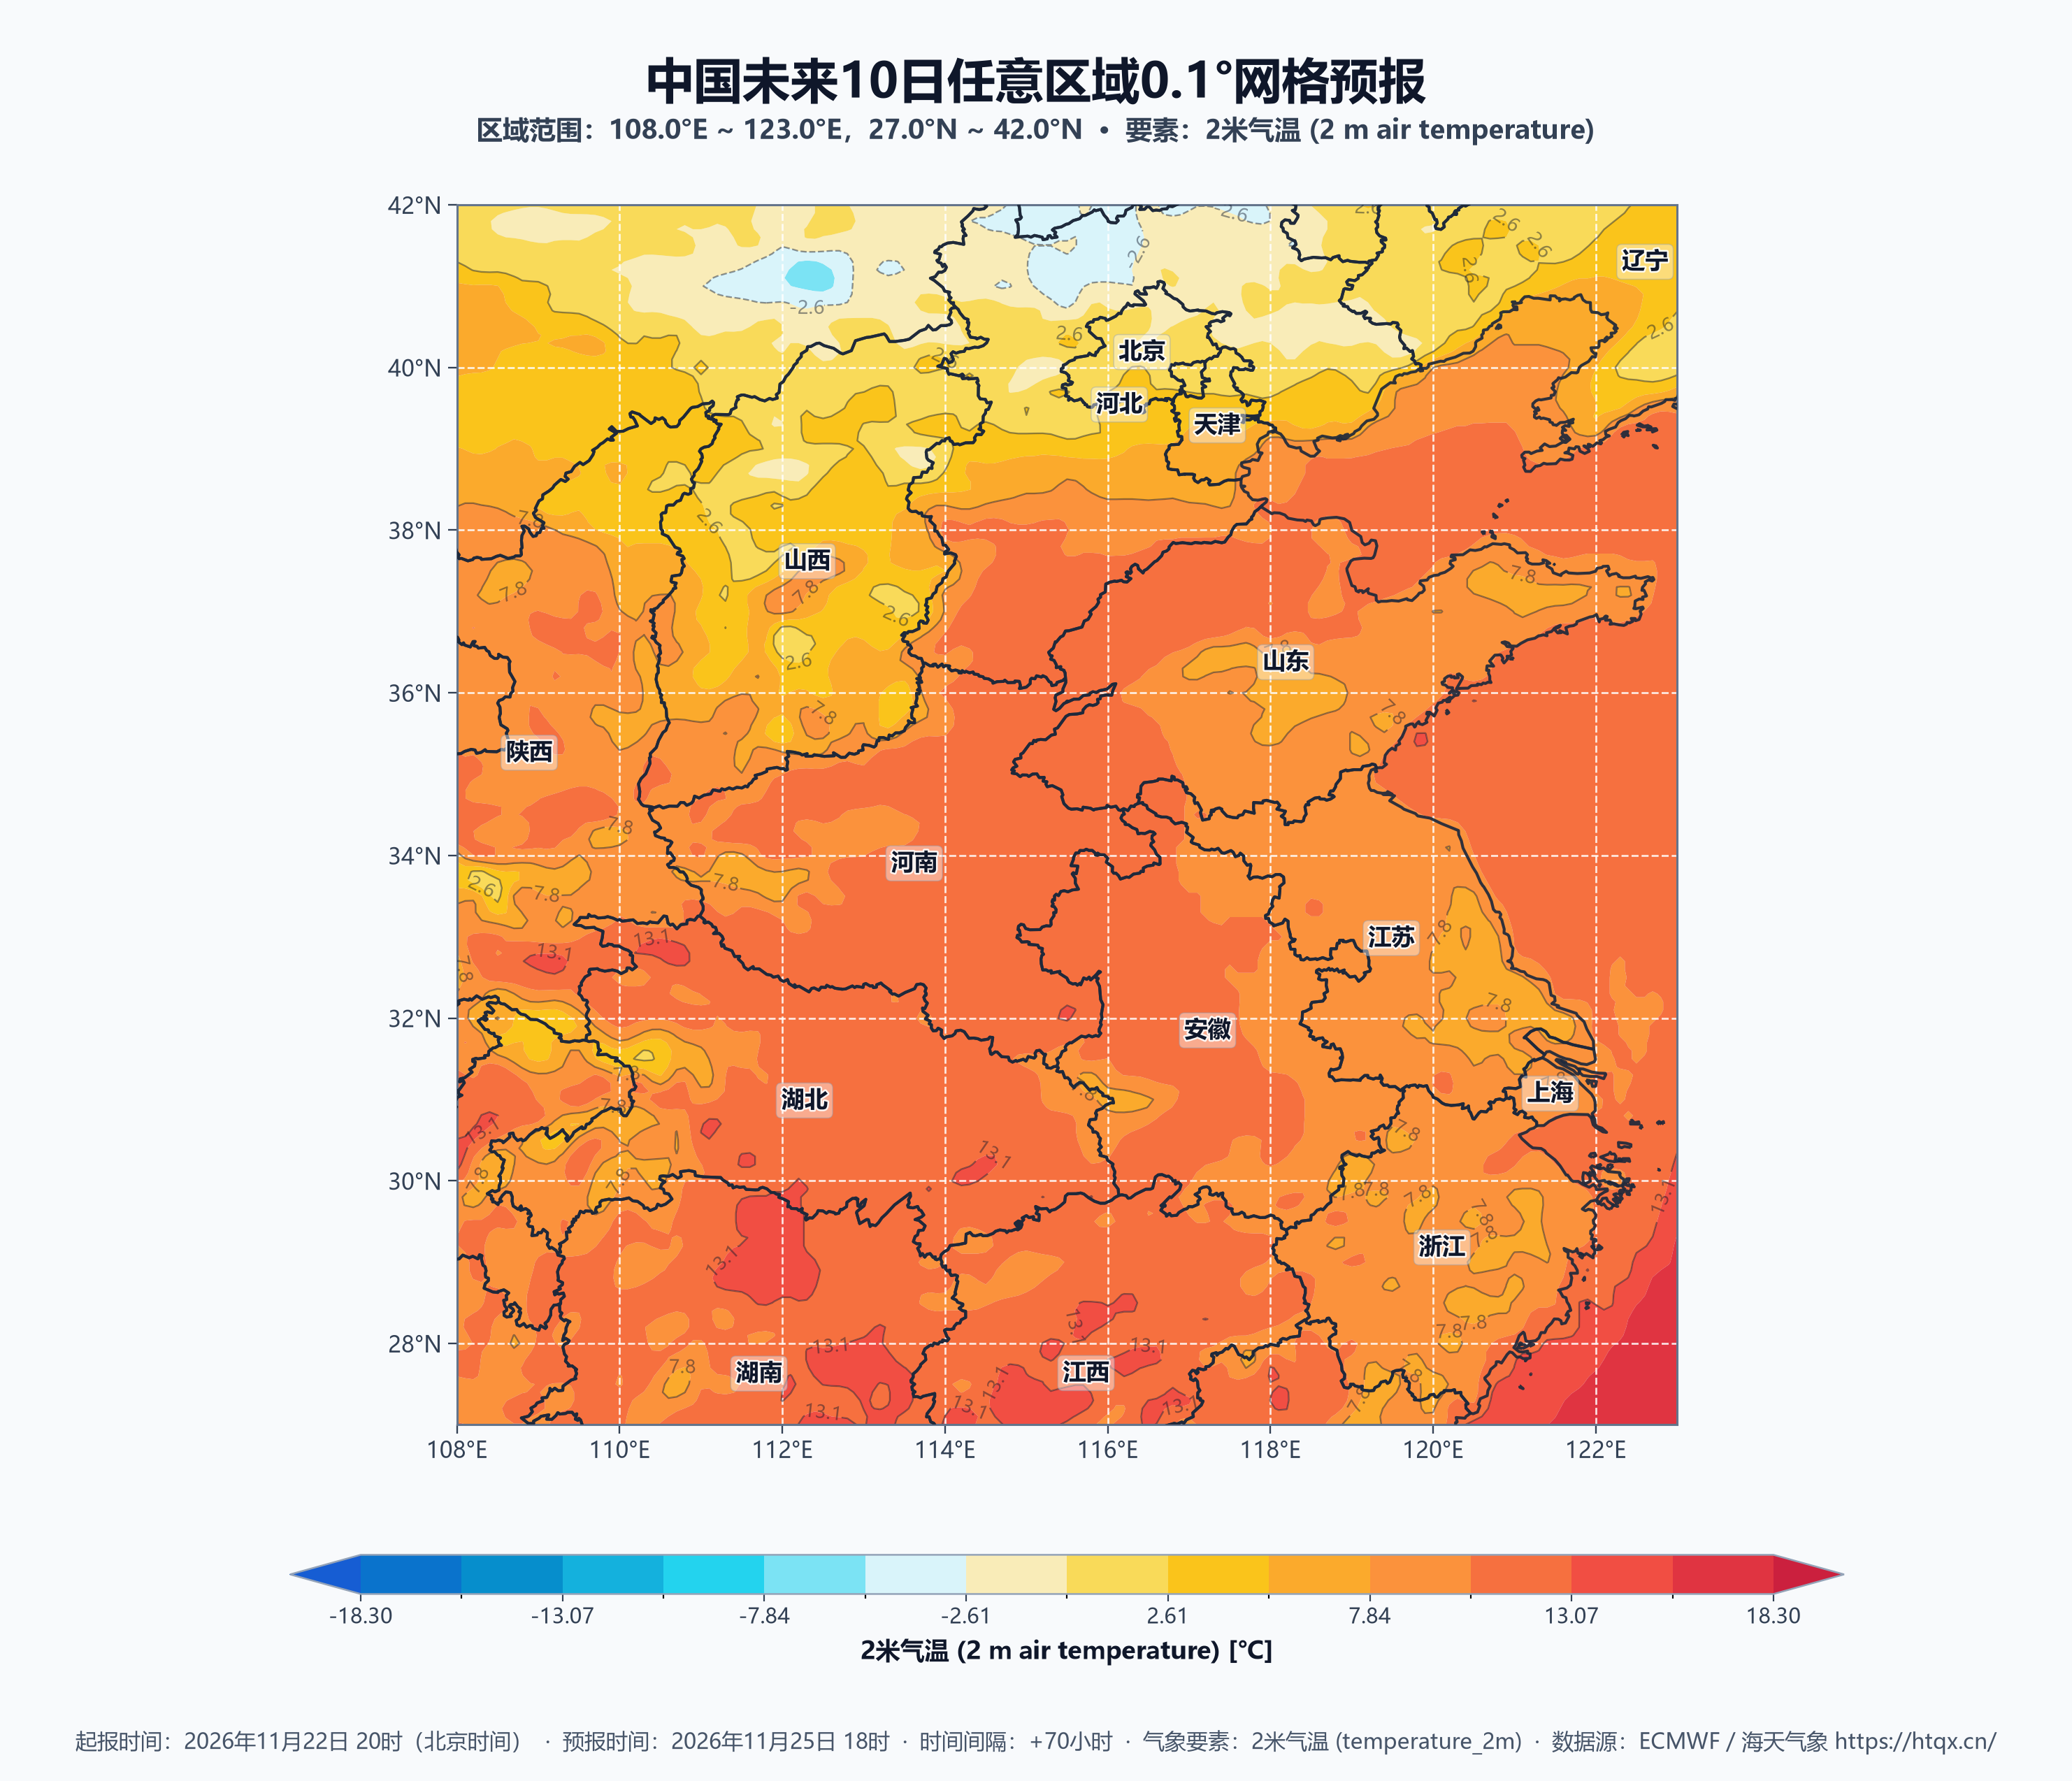 中国未来10日任意区域0.1°网格预报
区域范围：108.0°E ~ 123.0°E，27.0°N ~ 42.0°N • 要素：2米气温 (2 m air temperature)
42°N
40°N
38°N
36°N
34°N
32°N
30°N
28°N
辽宁
北京
河北
天津
山西
山东
陕西
河南
江苏
安徽
湖北
上海
浙江
湖南
江西
108°E 110°E 112°E 114°E 116°E 118°E 120°E 122°E
-18.30 -13.07 -7.84 -2.61 2.61 7.84 13.07 18.30
2米气温 (2 m air temperature) [°C]
起报时间：2026年11月22日 20时（北京时间） · 预报时间：2026年11月25日 18时 · 时间间隔：+70小时 · 气象要素：2米气温 (temperature_2m) · 数据源：ECMWF / 海天气象 https://htqx.cn/